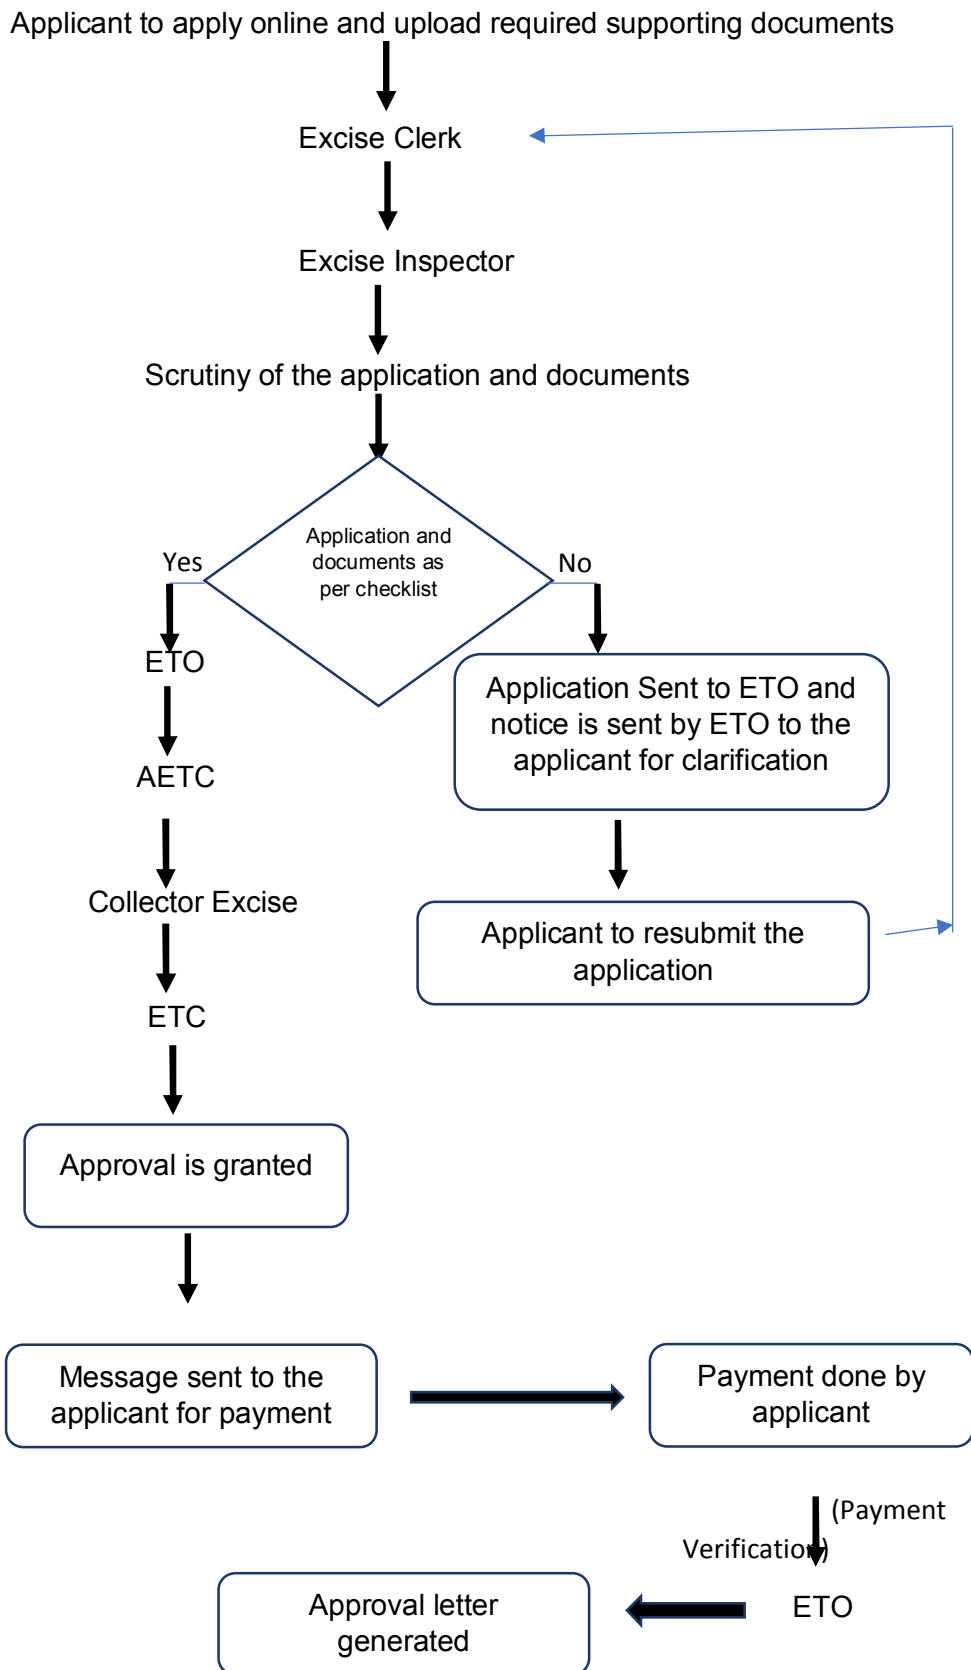 Applicant to apply online and upload required supporting documents
Excise Clerk
Excise Inspector
Scrutiny of the application and documents
Application and
documents as
per checklist
Yes
No
ETO
AETC
Collector Excise
ETC
Application Sent to ETO and
notice is sent by ETO to the
applicant for clarification
Applicant to resubmit the
application
Approval is granted
Message sent to the
applicant for payment
Payment done by
applicant
(Payment
Verification)
ETO
Approval letter
generated